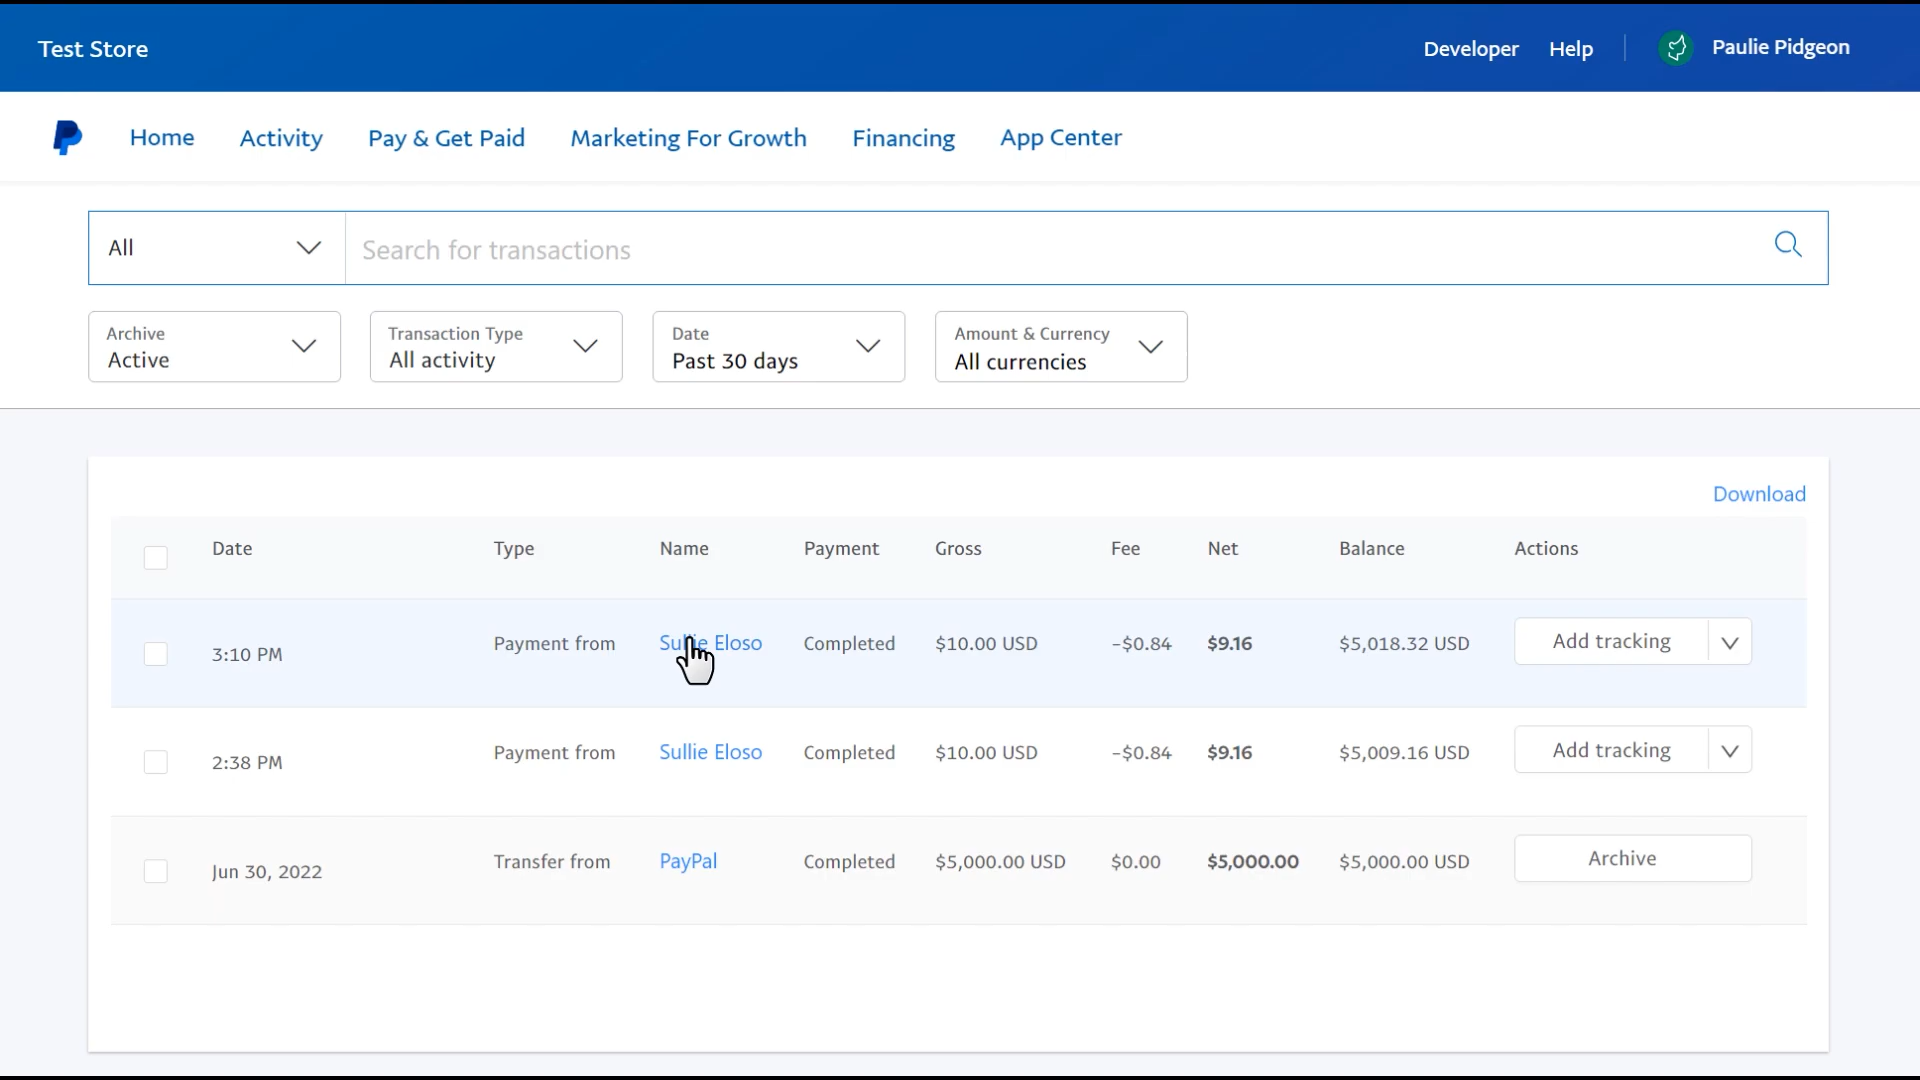 Test Store
Developer Help Paulie Pidgeon
Home Activity Pay & Get Paid Marketing For Growth Financing App Center
All Search for transactions
Archive Transaction Type Date Amount & Currency
Active All activity Past 30 days All currencies
Download
Date Type Name Payment Gross Fee Net Balance Actions
3:10 PM Payment from Sullie Eloso Completed $10.00 USD -$0.84 $9.16 $5,018.32 USD Add tracking
2:38 PM Payment from Sullie Eloso Completed $10.00 USD -$0.84 $9.16 $5,009.16 USD Add tracking
Jun 30, 2022 Transfer from PayPal Completed $5,000.00 USD $0.00 $5,000.00 $5,000.00 USD Archive